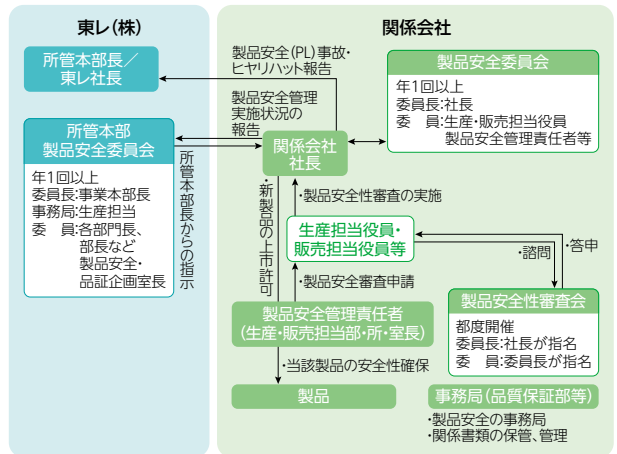 東レ(株)
所管本部長／
東レ社長
所管本部
製品安全委員会
年1回以上
委員長:事業本部長
事務局:生産担当
委　員:各部門長、
部長など
製品安全・
品証企画室長
所管本部長からの指示
関係会社
製品安全(PL)事故・
ヒヤリハット報告
製品安全管理
実施状況の
報告
関係会社
社長
製品安全委員会
年1回以上
委員長:社長
委　員:生産・販売担当役員
製品安全管理責任者等
・新製品の上市許可
・製品安全性審査の実施
生産担当役員・
販売担当役員等
・答申
・諮問
・製品安全審査申請
製品安全管理責任者
(生産・販売担当部・所・室長)
製品安全性審査会
都度開催
委員長:社長が指名
委　員:委員長が指名
・当該製品の安全性確保
製品
事務局(品質保証部等)
・製品安全の事務局
・関係書類の保管、管理